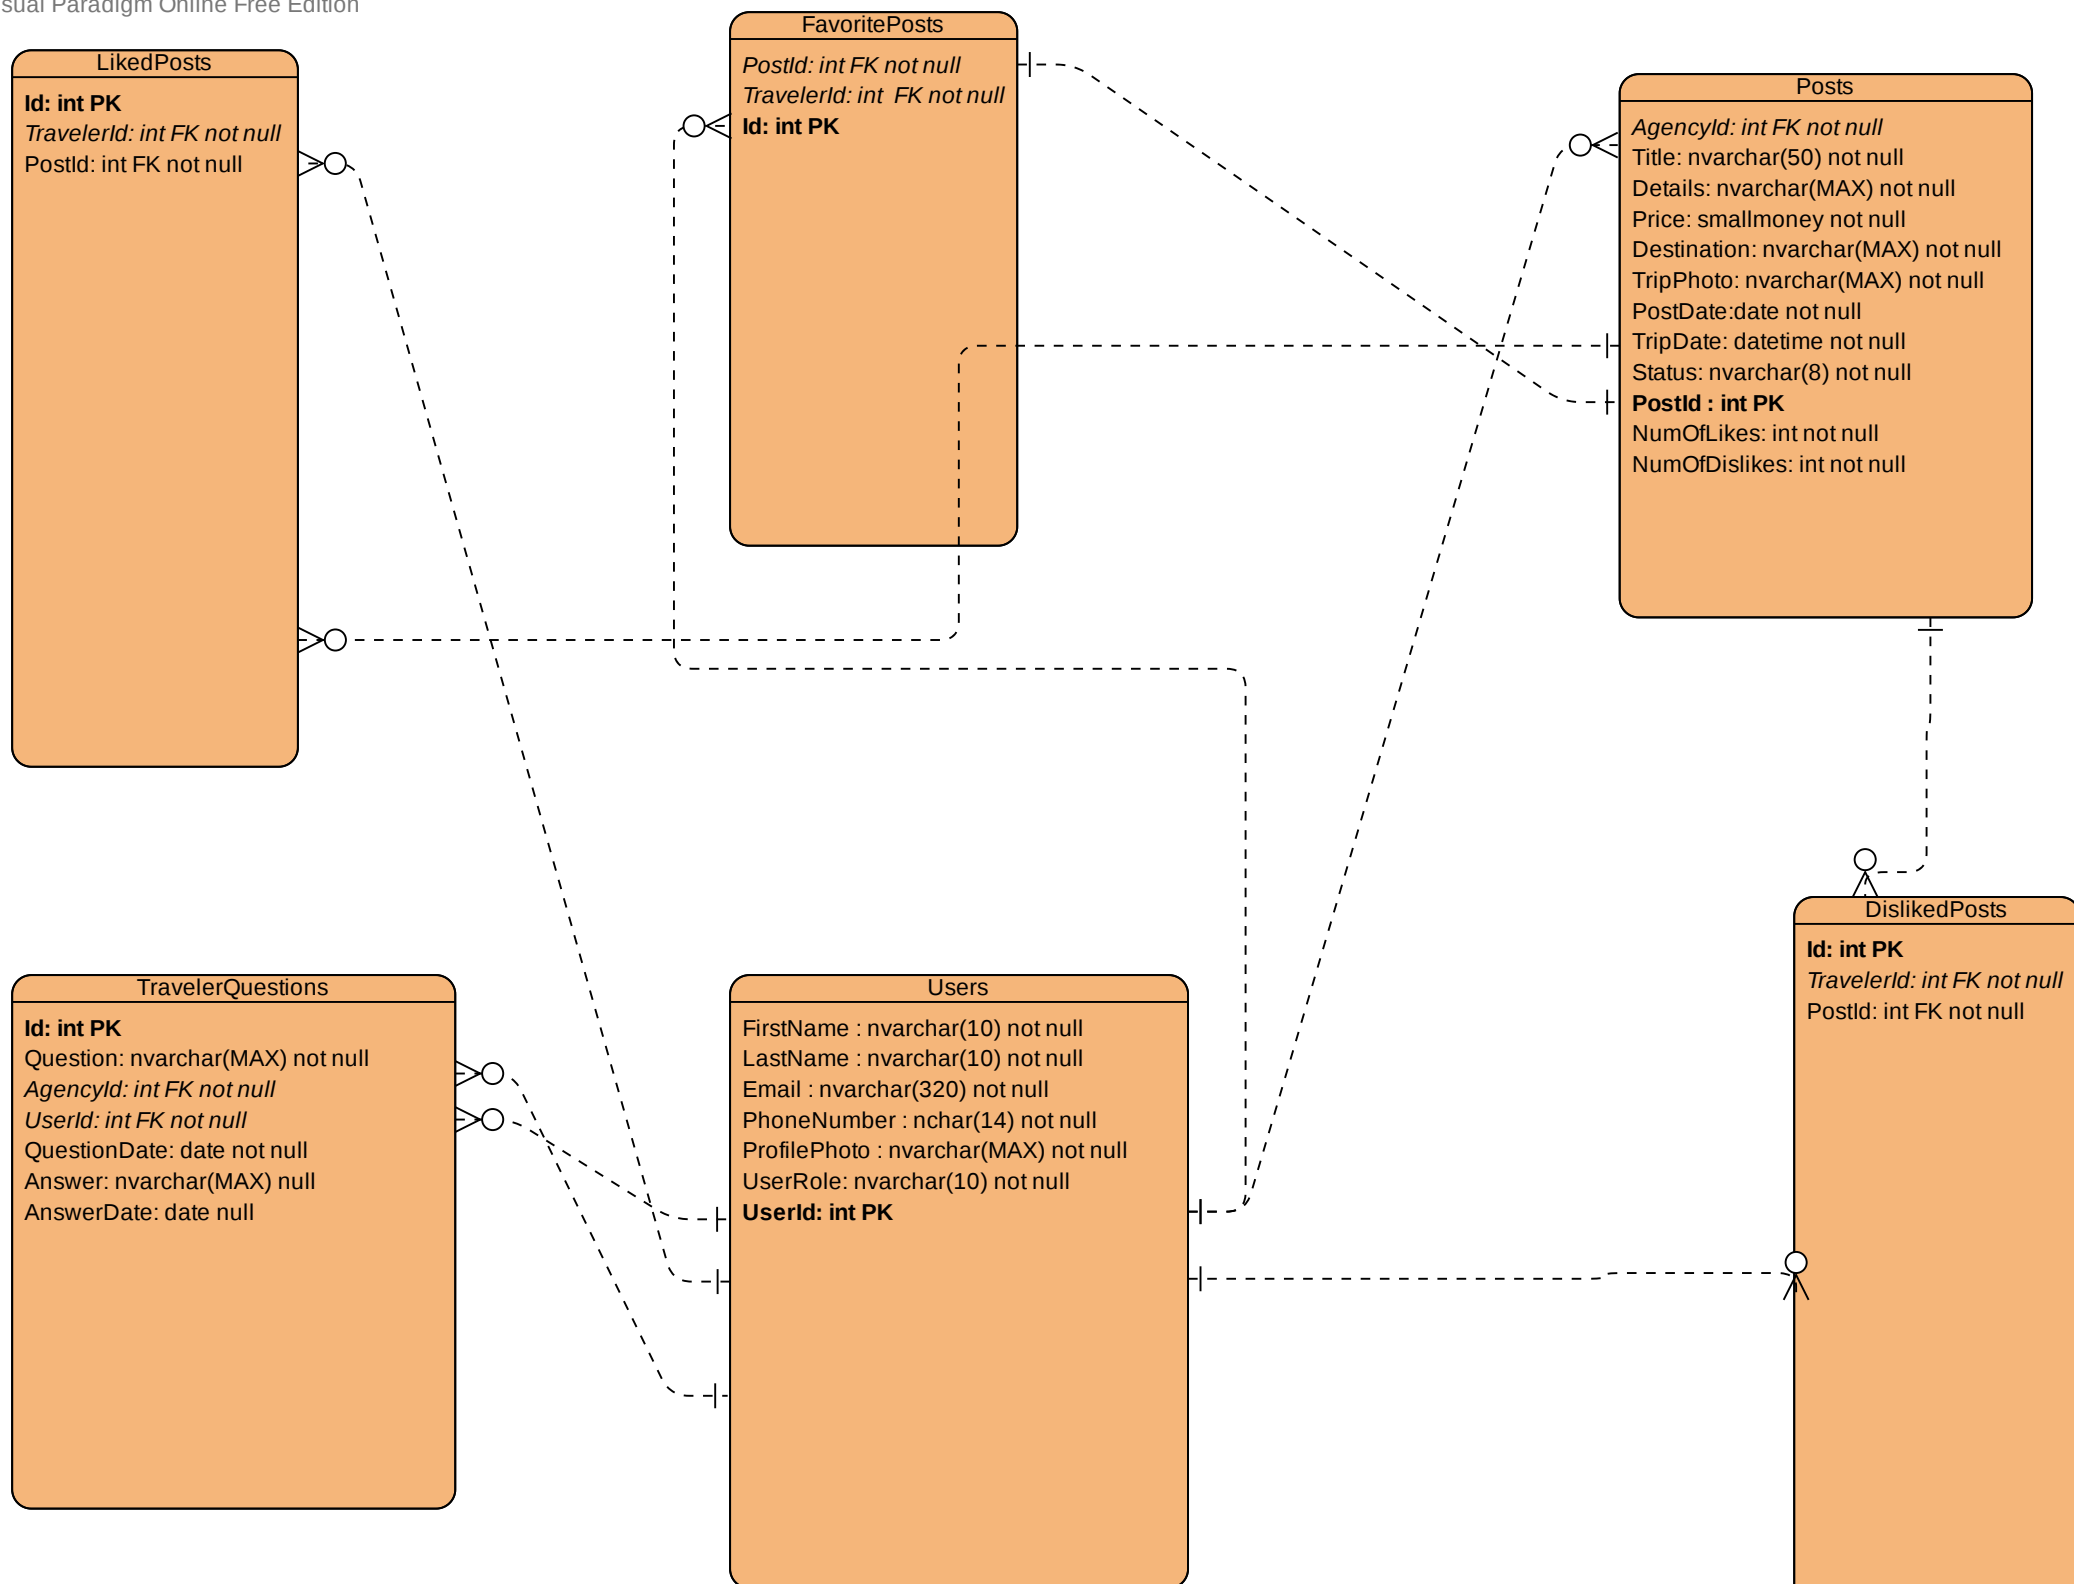 sual Paradigm Online Free Edition
LikedPosts
Id: int PK
TravelerId: int FK not null
PostId: int FK not null
FavoritePosts
PostId: int FK not null
TravelerId: int  FK not null
Id: int PK
Posts
AgencyId: int FK not null
Title: nvarchar(50) not null
Details: nvarchar(MAX) not null
Price: smallmoney not null
Destination: nvarchar(MAX) not null
TripPhoto: nvarchar(MAX) not null
PostDate:date not null
TripDate: datetime not null
Status: nvarchar(8) not null
PostId : int PK
NumOfLikes: int not null
NumOfDislikes: int not null
TravelerQuestions
Id: int PK
Question: nvarchar(MAX) not null
AgencyId: int FK not null
UserId: int FK not null
QuestionDate: date not null
Answer: nvarchar(MAX) null
AnswerDate: date null
Users
FirstName : nvarchar(10) not null
LastName : nvarchar(10) not null
Email : nvarchar(320) not null
PhoneNumber : nchar(14) not null
ProfilePhoto : nvarchar(MAX) not null
UserRole: nvarchar(10) not null
UserId: int PK
DislikedPosts
Id: int PK
TravelerId: int FK not null
PostId: int FK not null